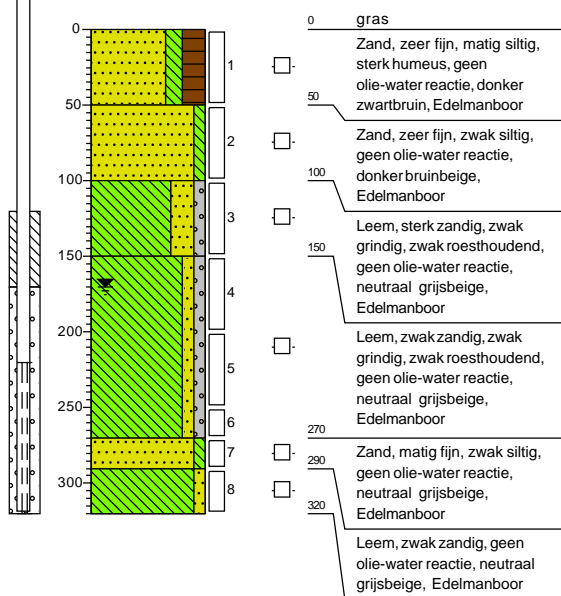 0
50
100
150
200
250
300
1
2
3
4
5
6
7
8
0 gras
Zand, zeer fijn, matig siltig,
sterk humeus, geen
olie-water reactie, donker
zwartbruin, Edelmanboor
50
Zand, zeer fijn, zwak siltig,
geen olie-water reactie,
donker bruinbeige,
Edelmanboor
100
Leem, sterk zandig, zwak
grindig, zwak roesthoudend,
geen olie-water reactie,
neutraal grijsbeige,
Edelmanboor
150
Leem, zwak zandig, zwak
grindig, zwak roesthoudend,
geen olie-water reactie,
neutraal grijsbeige,
Edelmanboor
270
Zand, matig fijn, zwak siltig,
geen olie-water reactie,
neutraal grijsbeige,
Edelmanboor
290
Leem, zwak zandig, geen
olie-water reactie, neutraal
grijsbeige, Edelmanboor
320